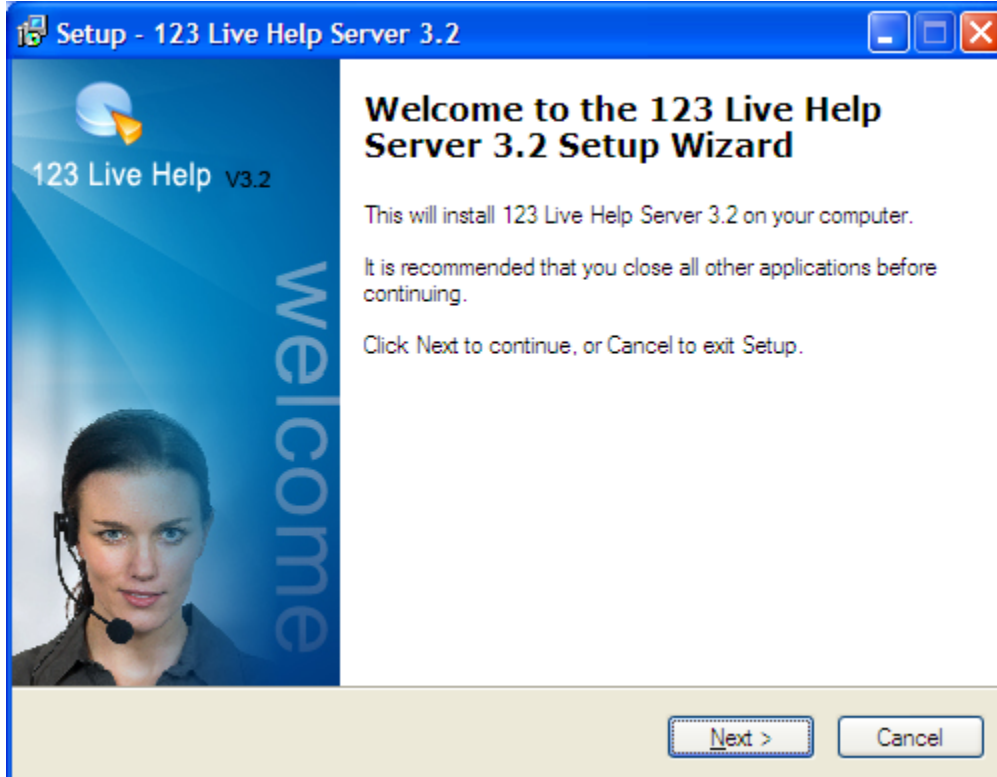 Setup - 123 Live Help Server 3.2
123 Live Help V3.2
welcome
Welcome to the 123 Live Help
Server 3.2 Setup Wizard
This will install 123 Live Help Server 3.2 on your computer.
It is recommended that you close all other applications before
continuing.
Click Next to continue, or Cancel to exit Setup.
Next >
Cancel